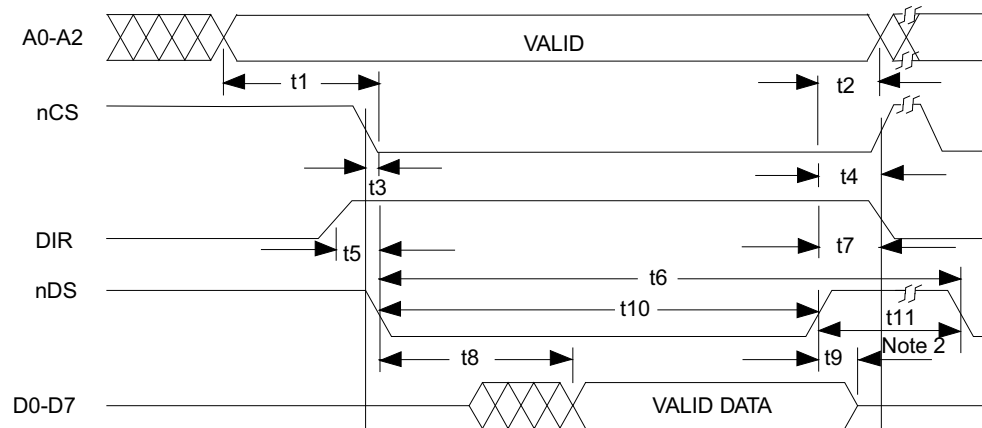 A0-A2
VALID
t1
t2
nCS
t3
t4
DIR
t5
t7
t6
nDS
t10
t11
Note 2
t8
t9
D0-D7
VALID DATA